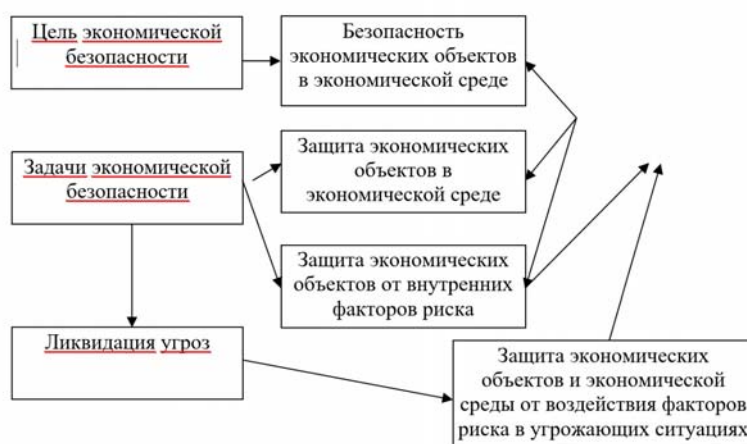 Цель экономической
безопасности
Безопасность
экономических объектов
в экономической среде
Задачи экономической
безопасности
Защита экономических
объектов в
экономической среде
Защита экономических
объектов от внутренних
факторов риска
Ликвидация угроз
Защита экономических
объектов и экономической
среды от воздействия факторов
риска в угрожающих ситуациях